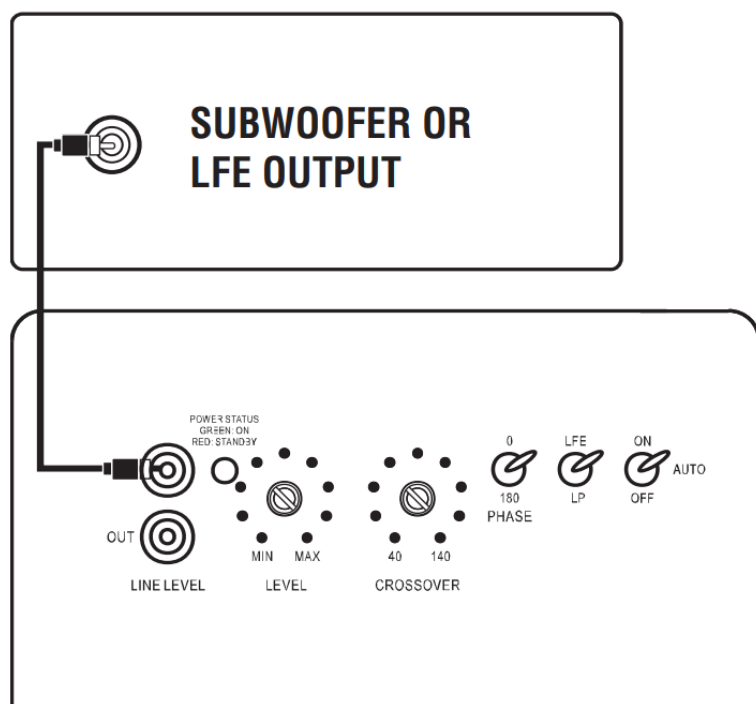 SUBWOOFER OR
LFE OUTPUT
POWER STATUS
GREEN: ON
RED: STANDBY
0
LFE
ON
AUTO
180
LP
OFF
PHASE
OUT
MIN
MAX
40
140
LINE LEVEL
LEVEL
CROSSOVER